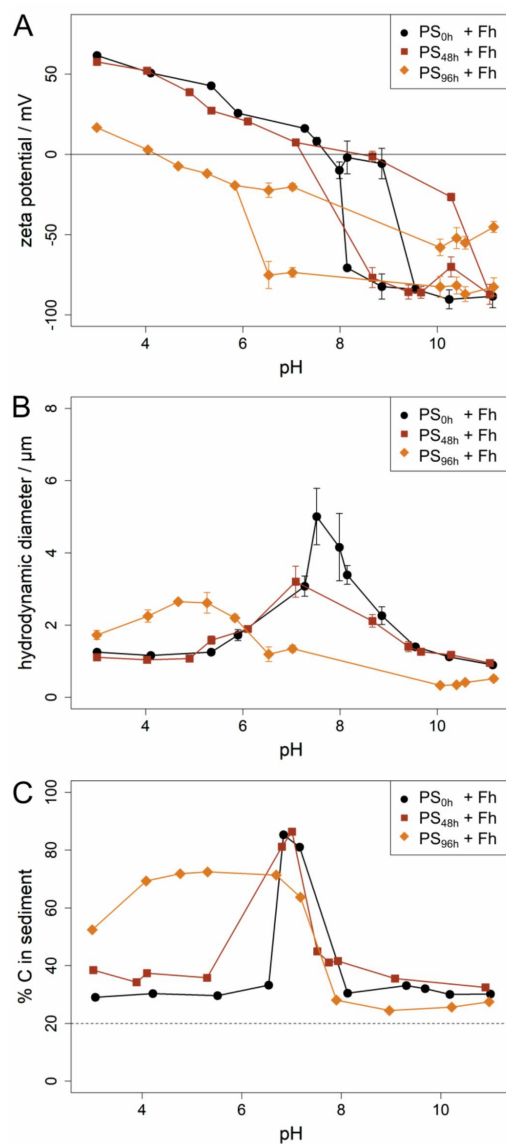 A
PS0h + Fh
PS48h + Fh
PS96h + Fh
zeta potential / mV
50
0
-50
-100
4 6 8 10
pH
B
PS0h + Fh
PS48h + Fh
PS96h + Fh
hydrodynamic diameter / μm
8
6
4
2
0
4 6 8 10
pH
C
PS0h + Fh
PS48h + Fh
PS96h + Fh
% C in sediment
100
80
60
40
20
0
4 6 8 10
pH